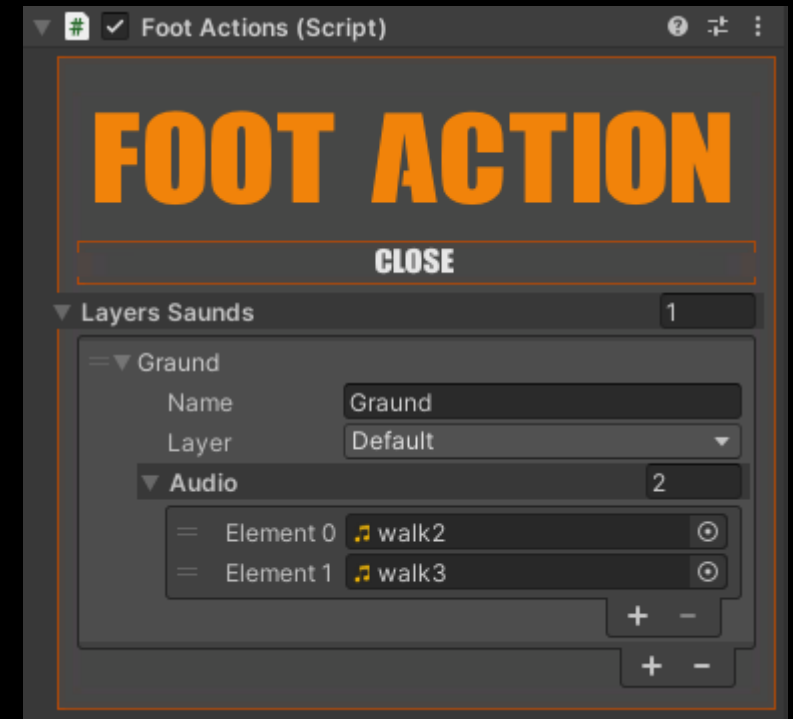 Foot Actions (Script)
FOOT ACTION
CLOSE
Layers Saunds 1
Graund
Name Graund
Layer Default
Audio 2
Element 0 walk2
Element 1 walk3
+ -
+ -